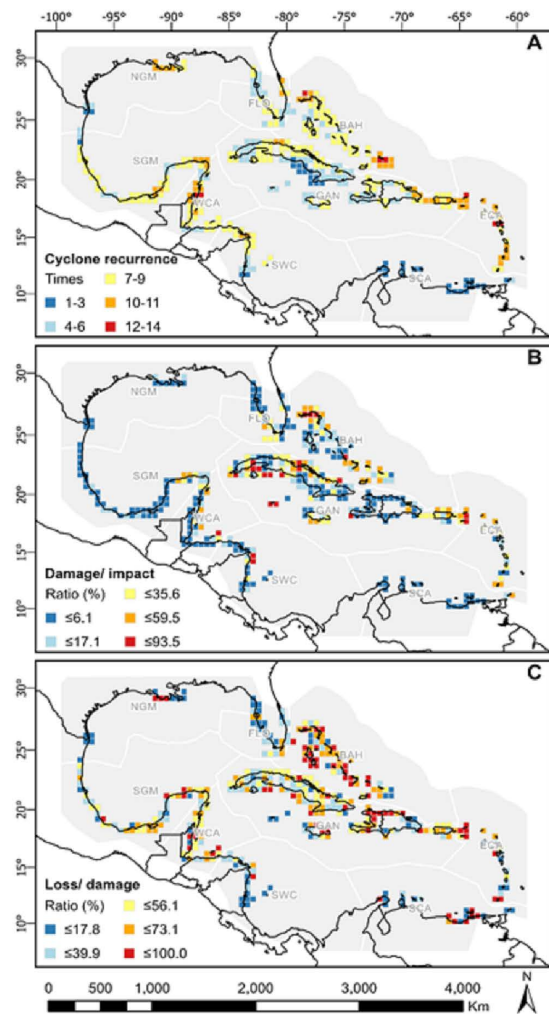 -100° -95° -90° -85° -80° -75° -70° -65° -60°
A
30°
25°
20°
15°
10°
NGM
FLO
BAH
SGM
WCA
GAN
ECA
SWC
SCA
Cyclone recurrence
Times
1-3
4-6
7-9
10-11
12-14
B
30°
25°
20°
15°
10°
NGM
FLO
BAH
SGM
WCA
GAN
ECA
SWC
SCA
Damage/ impact
Ratio (%)
≤6.1
≤17.1
≤35.6
≤59.5
≤93.5
C
30°
25°
20°
15°
10°
NGM
FLO
BAH
SGM
WCA
GAN
ECA
SWC
SCA
Loss/ damage
Ratio (%)
≤17.8
≤39.9
≤56.1
≤73.1
≤100.0
0 500 1,000 2,000 3,000 4,000
Km
N